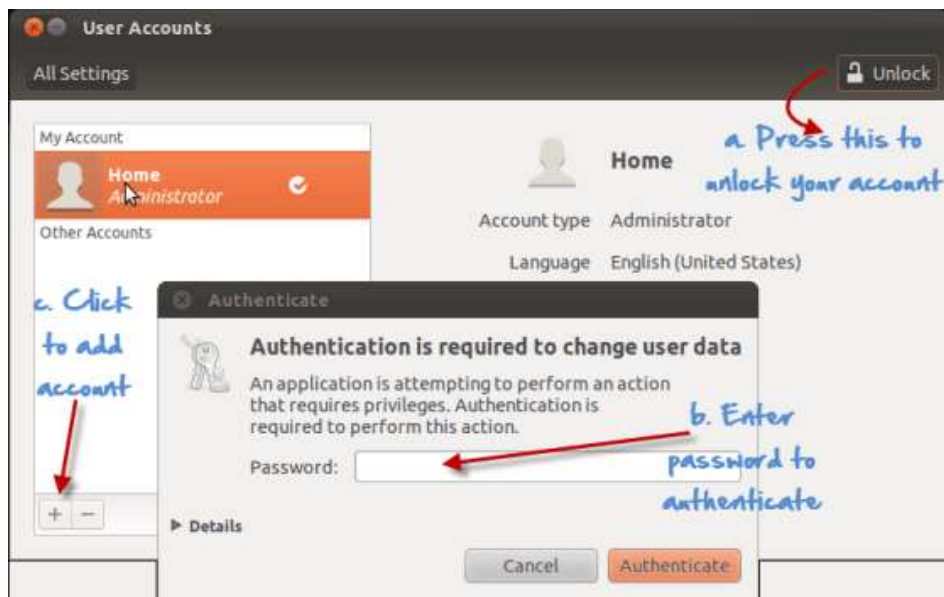 User Accounts
All Settings
Unlock
My Account
Home
Administrator
Other Accounts
Home
Account type Administrator
Language English (United States)
a. Press this to
unlock your account
c. Click
to add
account
Authenticate
Authentication is required to change user data
An application is attempting to perform an action
that requires privileges. Authentication is
required to perform this action.
Password:
b. Enter
password to
authenticate
+ −
Details
Cancel
Authenticate